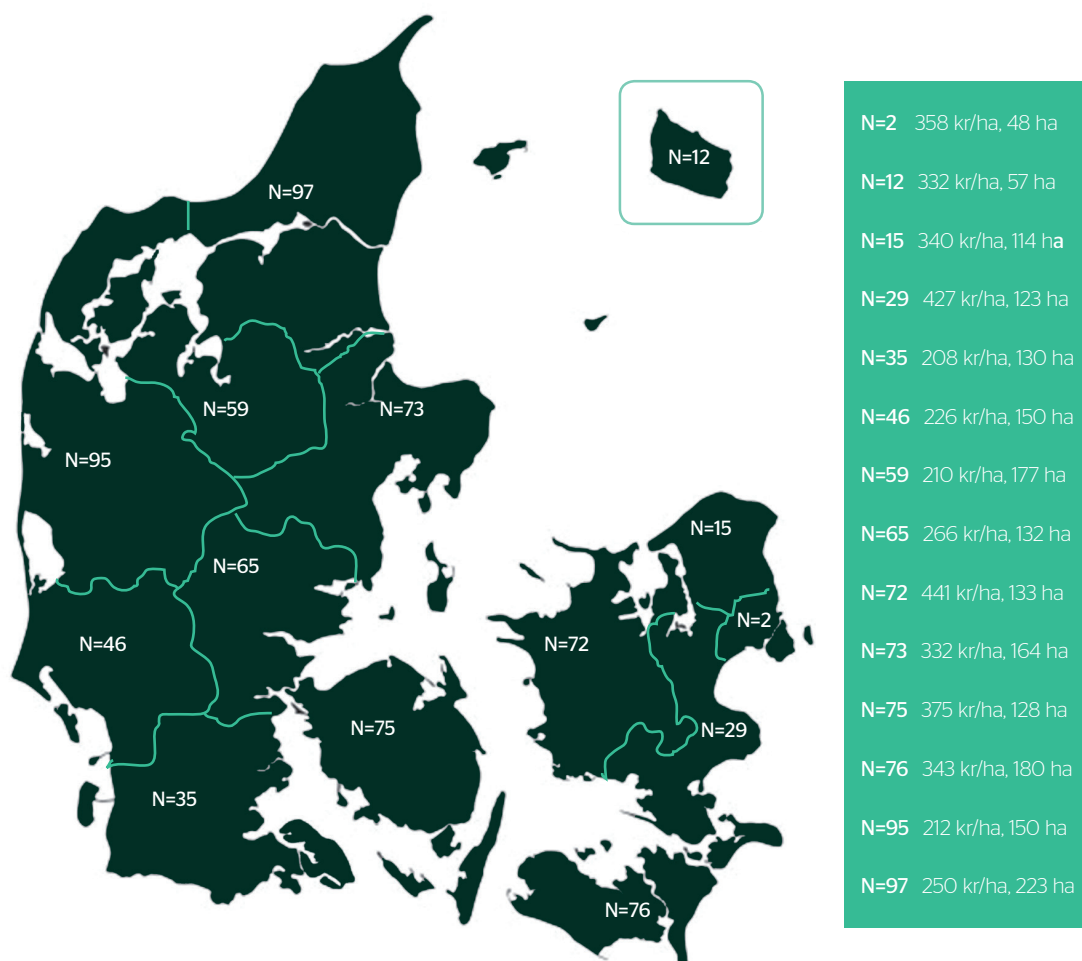 N=12
N=97
N=59
N=73
N=95
N=15
N=65
N=2
N=46
N=72
N=75
N=29
N=35
N=76
N=2 358 kr/ha, 48 ha
N=12 332 kr/ha, 57 ha
N=15 340 kr/ha, 114 ha
N=29 427 kr/ha, 123 ha
N=35 208 kr/ha, 130 ha
N=46 226 kr/ha, 150 ha
N=59 210 kr/ha, 177 ha
N=65 266 kr/ha, 132 ha
N=72 441 kr/ha, 133 ha
N=73 332 kr/ha, 164 ha
N=75 375 kr/ha, 128 ha
N=76 343 kr/ha, 180 ha
N=95 212 kr/ha, 150 ha
N=97 250 kr/ha, 223 ha